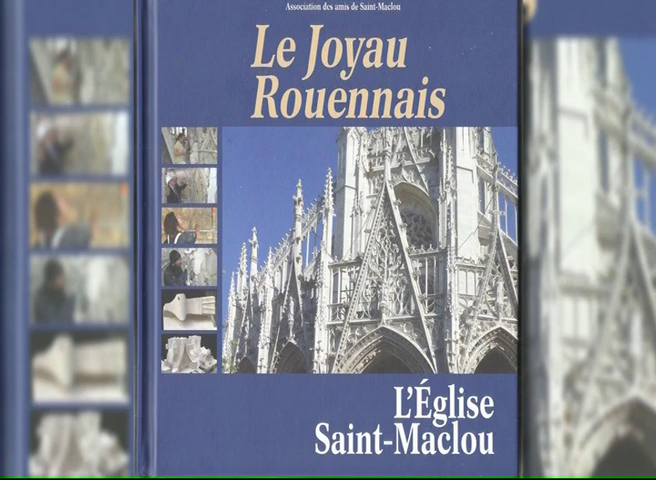 Association des amis de Saint-Maclou
Le Joyau
Rouennais
L'Église
Saint-Maclou